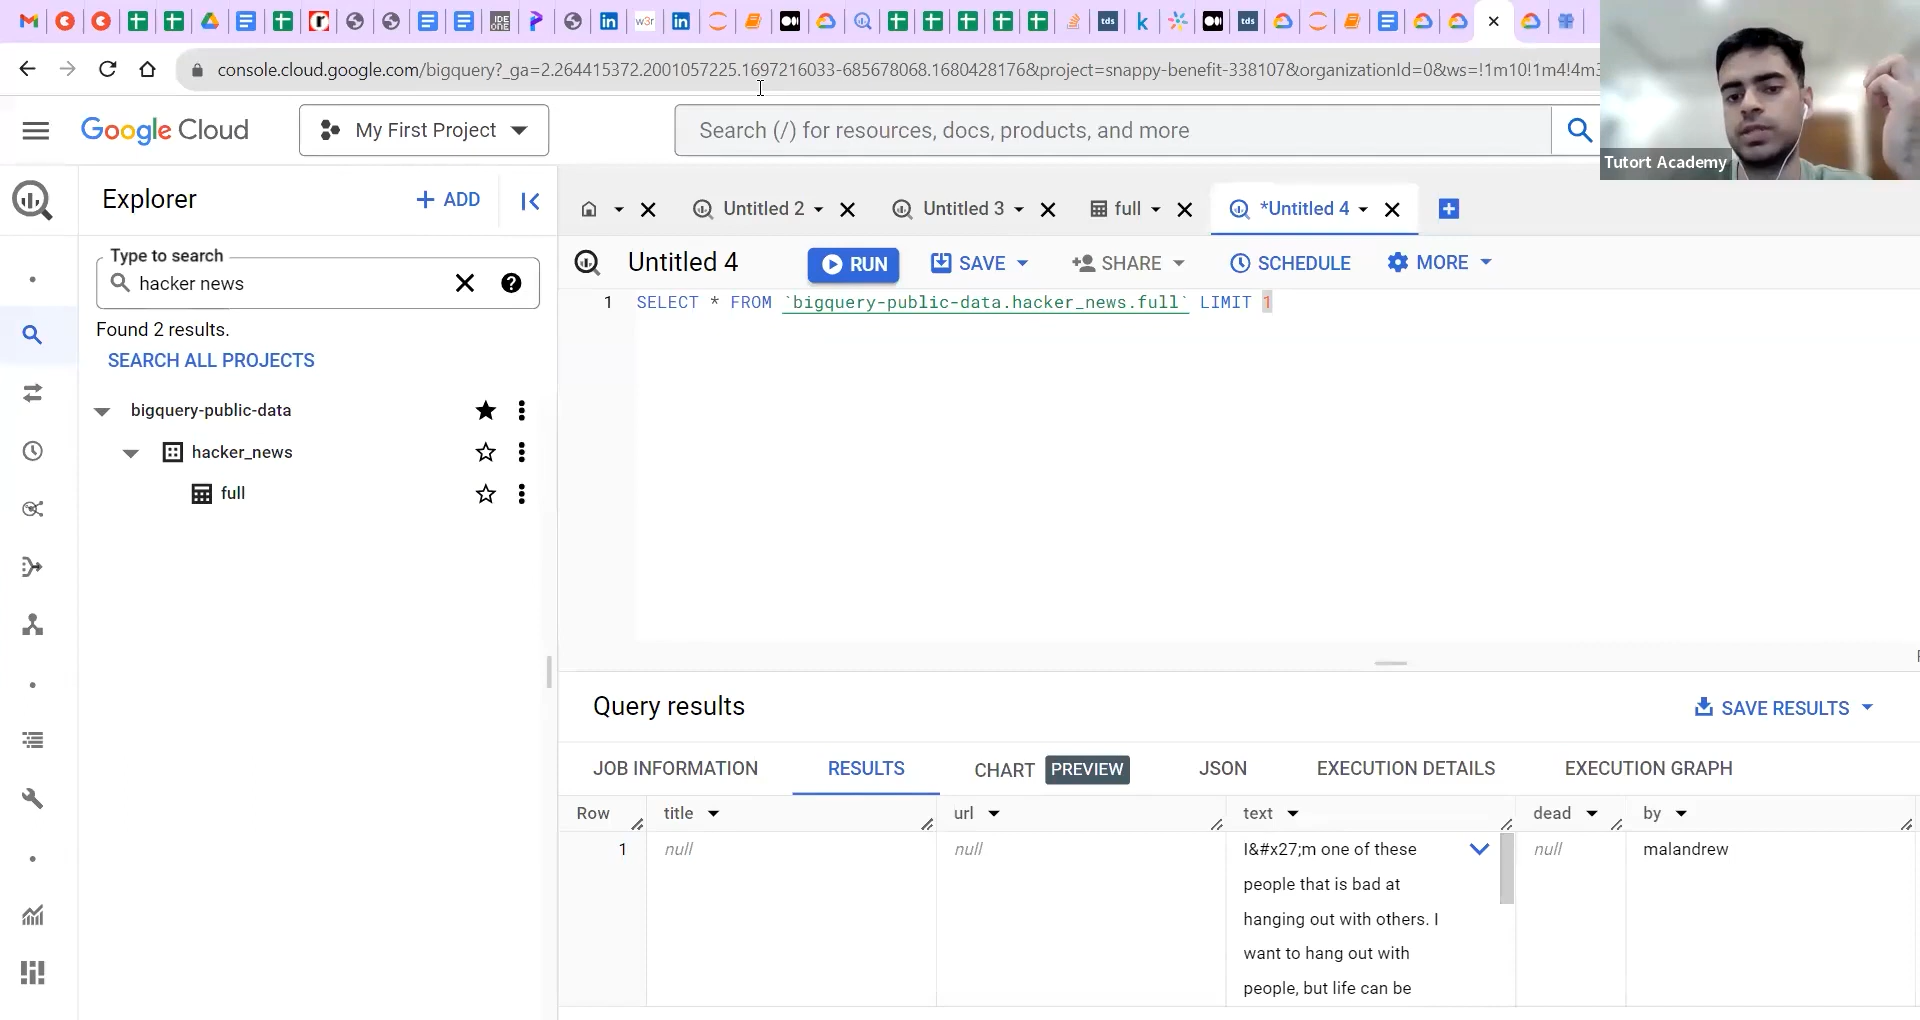 w3r
IDE
ONE
tds
k
tds
console.cloud.google.com/bigquery?_ga=2.264415372.2001057225.1697216033-685678068.1680428176&project=snappy-benefit-338107&organizationId=0&ws=!1m10!1m4!4m3
Google Cloud
My First Project
Search (/) for resources, docs, products, and more
Tutort Academy
Explorer
+ ADD
Untitled 2
Untitled 3
full
*Untitled 4
Type to search
hacker news
Untitled 4
RUN
SAVE
SHARE
SCHEDULE
MORE
1 SELECT * FROM `bigquery-public-data.hacker_news.full` LIMIT 1
Found 2 results.
SEARCH ALL PROJECTS
bigquery-public-data
hacker_news
full
Query results
SAVE RESULTS
JOB INFORMATION
RESULTS
CHART PREVIEW
JSON
EXECUTION DETAILS
EXECUTION GRAPH
Row title url text dead by
1 null null I&#x27;m one of these null malandrew
people that is bad at
hanging out with others. I
want to hang out with
people, but life can be